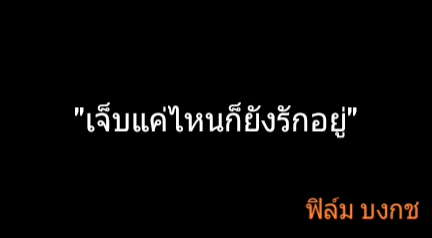 "เจ็บแค่ไหนก็ยังรักอยู่"
ฟิล์ม บงกช